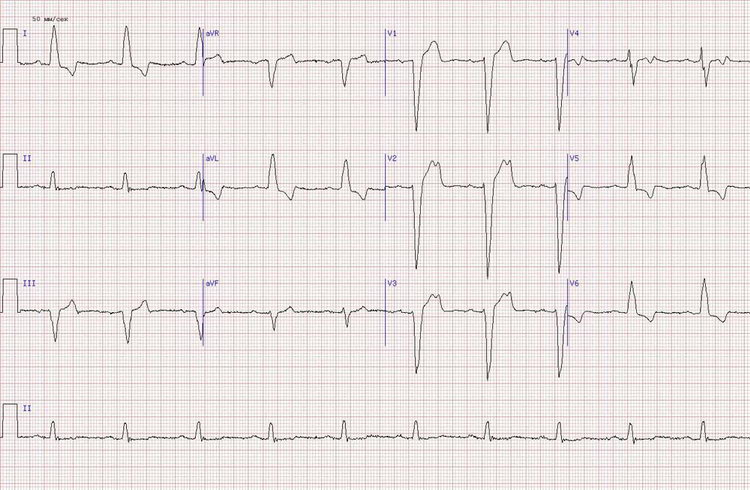 50 мм/сек
I aVR V1 V4
II aVL V2 V5
III aVF V3 V6
II